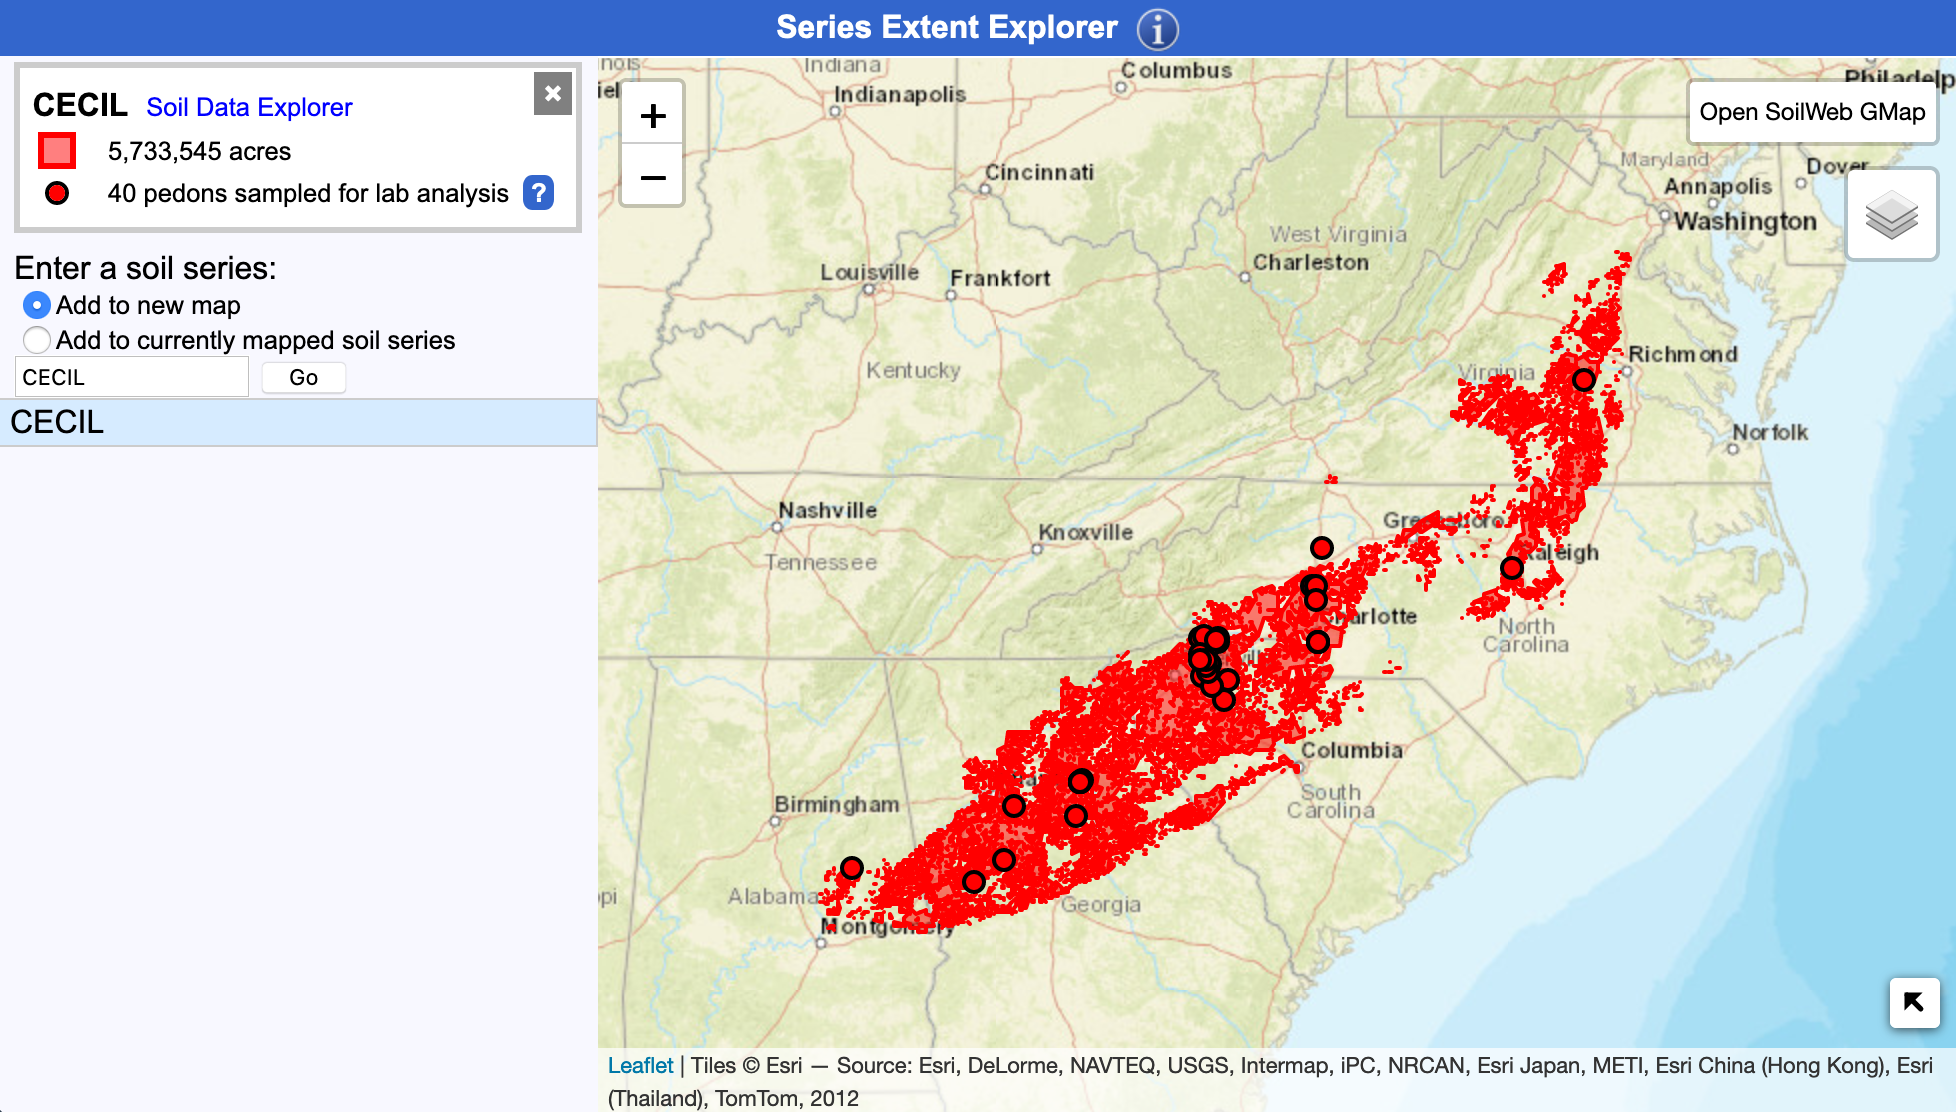 Series Extent Explorer
CECIL Soil Data Explorer
5,733,545 acres
40 pedons sampled for lab analysis ?
Enter a soil series:
Add to new map
Add to currently mapped soil series
CECIL Go
CECIL
+
−
Open SoilWeb GMap
Indiana
Indianapolis
Columbus
Philadelp
Cincinnati
Maryland
Dover
Annapolis
Washington
West Virginia
Charleston
Louisville
Frankfort
Kentucky
Richmond
Virginia
Norfolk
Nashville
Knoxville
Tennessee
Raleigh
North
Carolina
Columbia
South
Carolina
Birmingham
Alabama
Georgia
Montgomery
Leaflet | Tiles © Esri — Source: Esri, DeLorme, NAVTEQ, USGS, Intermap, iPC, NRCAN, Esri Japan, METI, Esri China (Hong Kong), Esri
(Thailand), TomTom, 2012